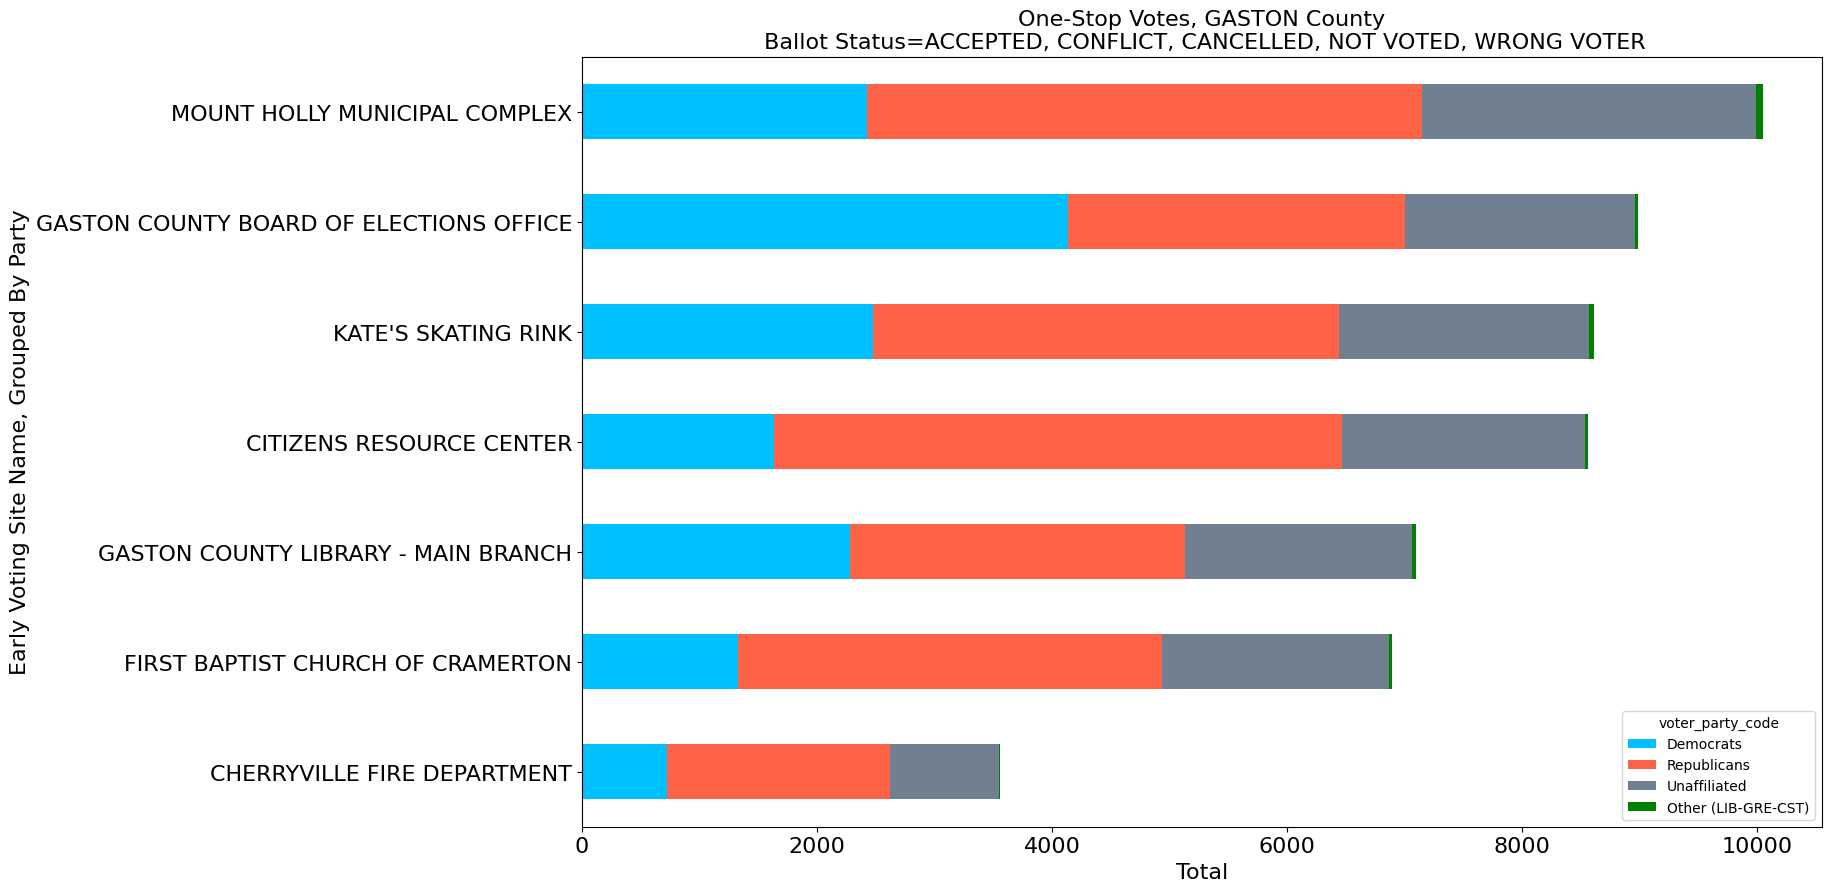 One-Stop Votes, GASTON County
Ballot Status=ACCEPTED, CONFLICT, CANCELLED, NOT VOTED, WRONG VOTER
Early Voting Site Name, Grouped By Party
MOUNT HOLLY MUNICIPAL COMPLEX
GASTON COUNTY BOARD OF ELECTIONS OFFICE
KATE'S SKATING RINK
CITIZENS RESOURCE CENTER
GASTON COUNTY LIBRARY - MAIN BRANCH
FIRST BAPTIST CHURCH OF CRAMERTON
CHERRYVILLE FIRE DEPARTMENT
voter_party_code
Democrats
Republicans
Unaffiliated
Other (LIB-GRE-CST)
0 2000 4000 6000 8000 10000
Total